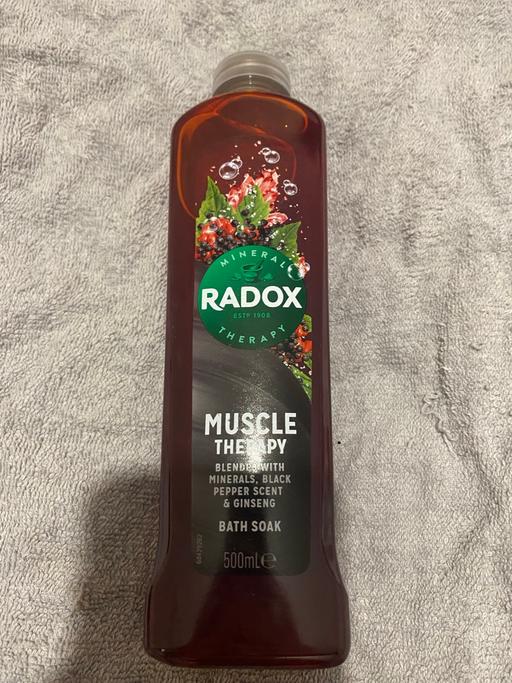 MINERAL
RADOX
ESTD 1908
THERAPY
MUSCLE
THERAPY
BLENDED WITH
MINERALS, BLACK
PEPPER SCENT
& GINSENG
BATH SOAK
500mL℮